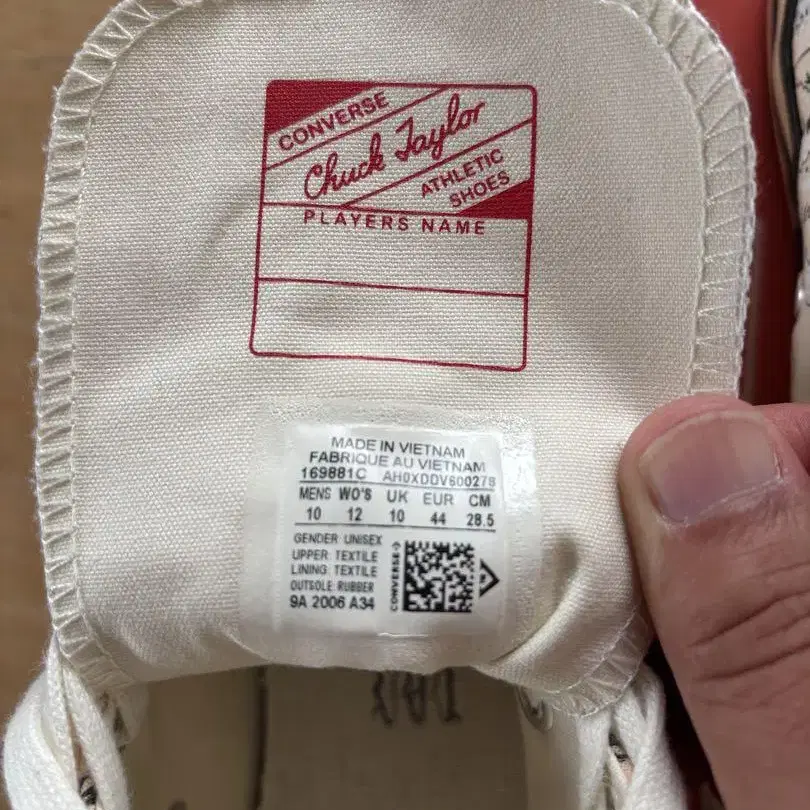 CONVERSE
Chuck Taylor
ATHLETIC
SHOES
PLAYERS NAME
MADE IN VIETNAM
FABRIQUE AU VIETNAM
169881C AH0XDDV600278
MENS WO'S UK EUR CM
10 12 10 44 28.5
GENDER: UNISEX
UPPER: TEXTILE
LINING: TEXTILE
OUTSOLE: RUBBER
9A 2006 A34
CONVERSE